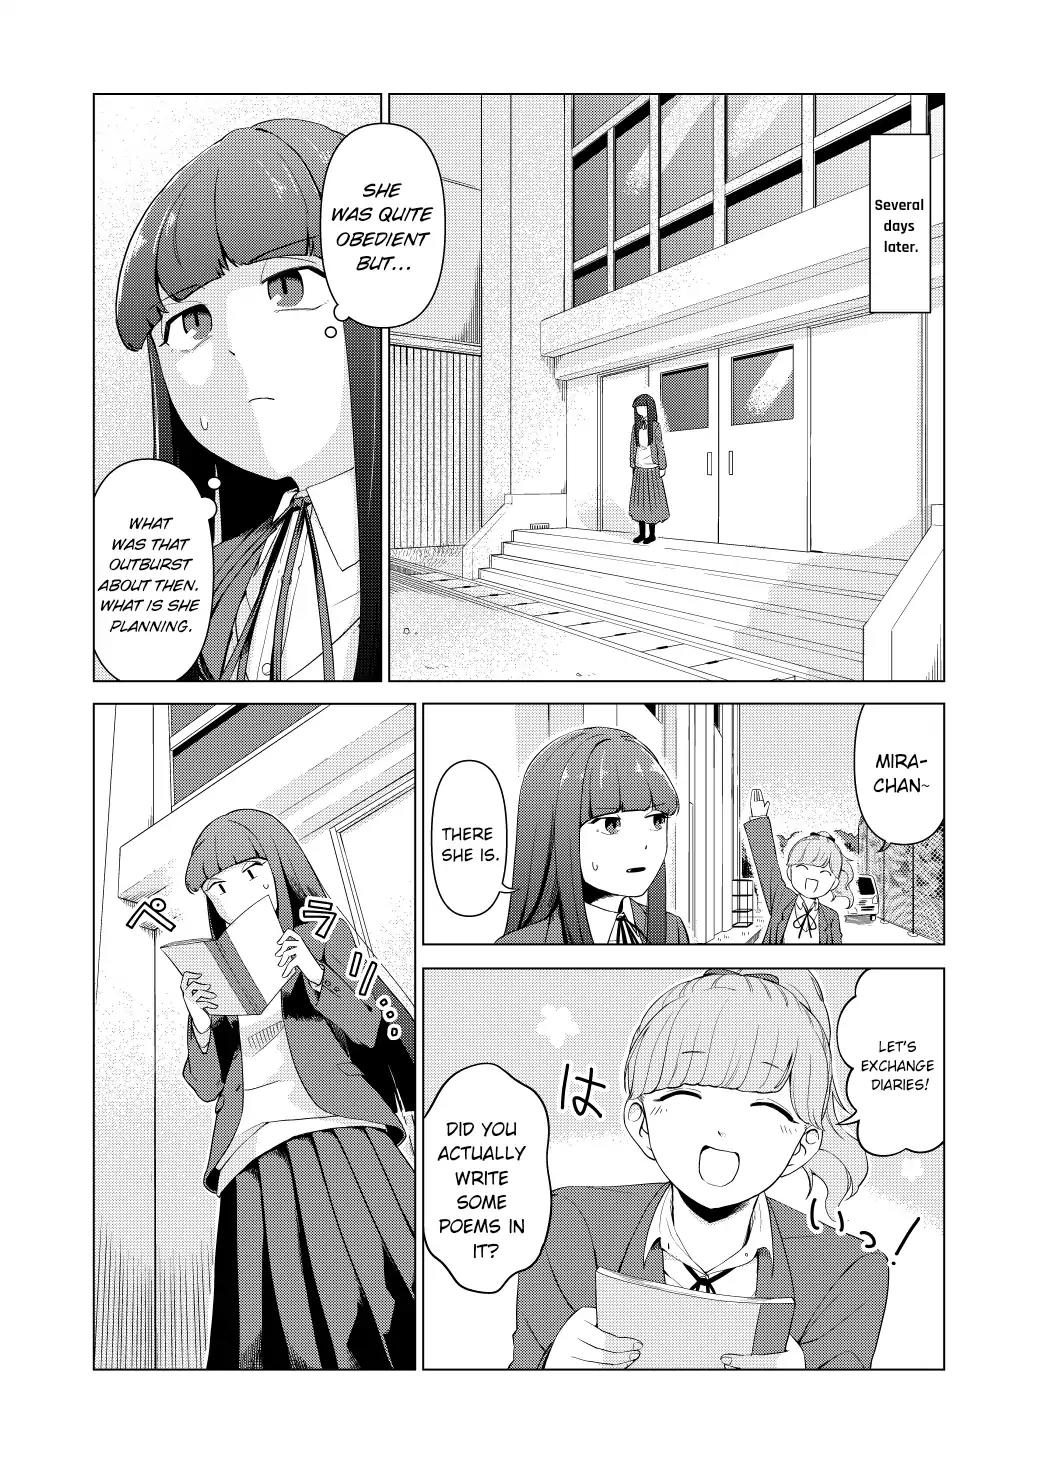 Several
days
later.
SHE
WAS QUITE
OBEDIENT
BUT...
WHAT
WAS THAT
OUTBURST
ABOUT THEN.
WHAT IS SHE
PLANNING.
MIRA-
CHAN~
THERE
SHE IS.
LET'S
EXCHANGE
DIARIES!
はいっ!
DID YOU
ACTUALLY
WRITE
SOME
POEMS IN
IT?
ペラリ...